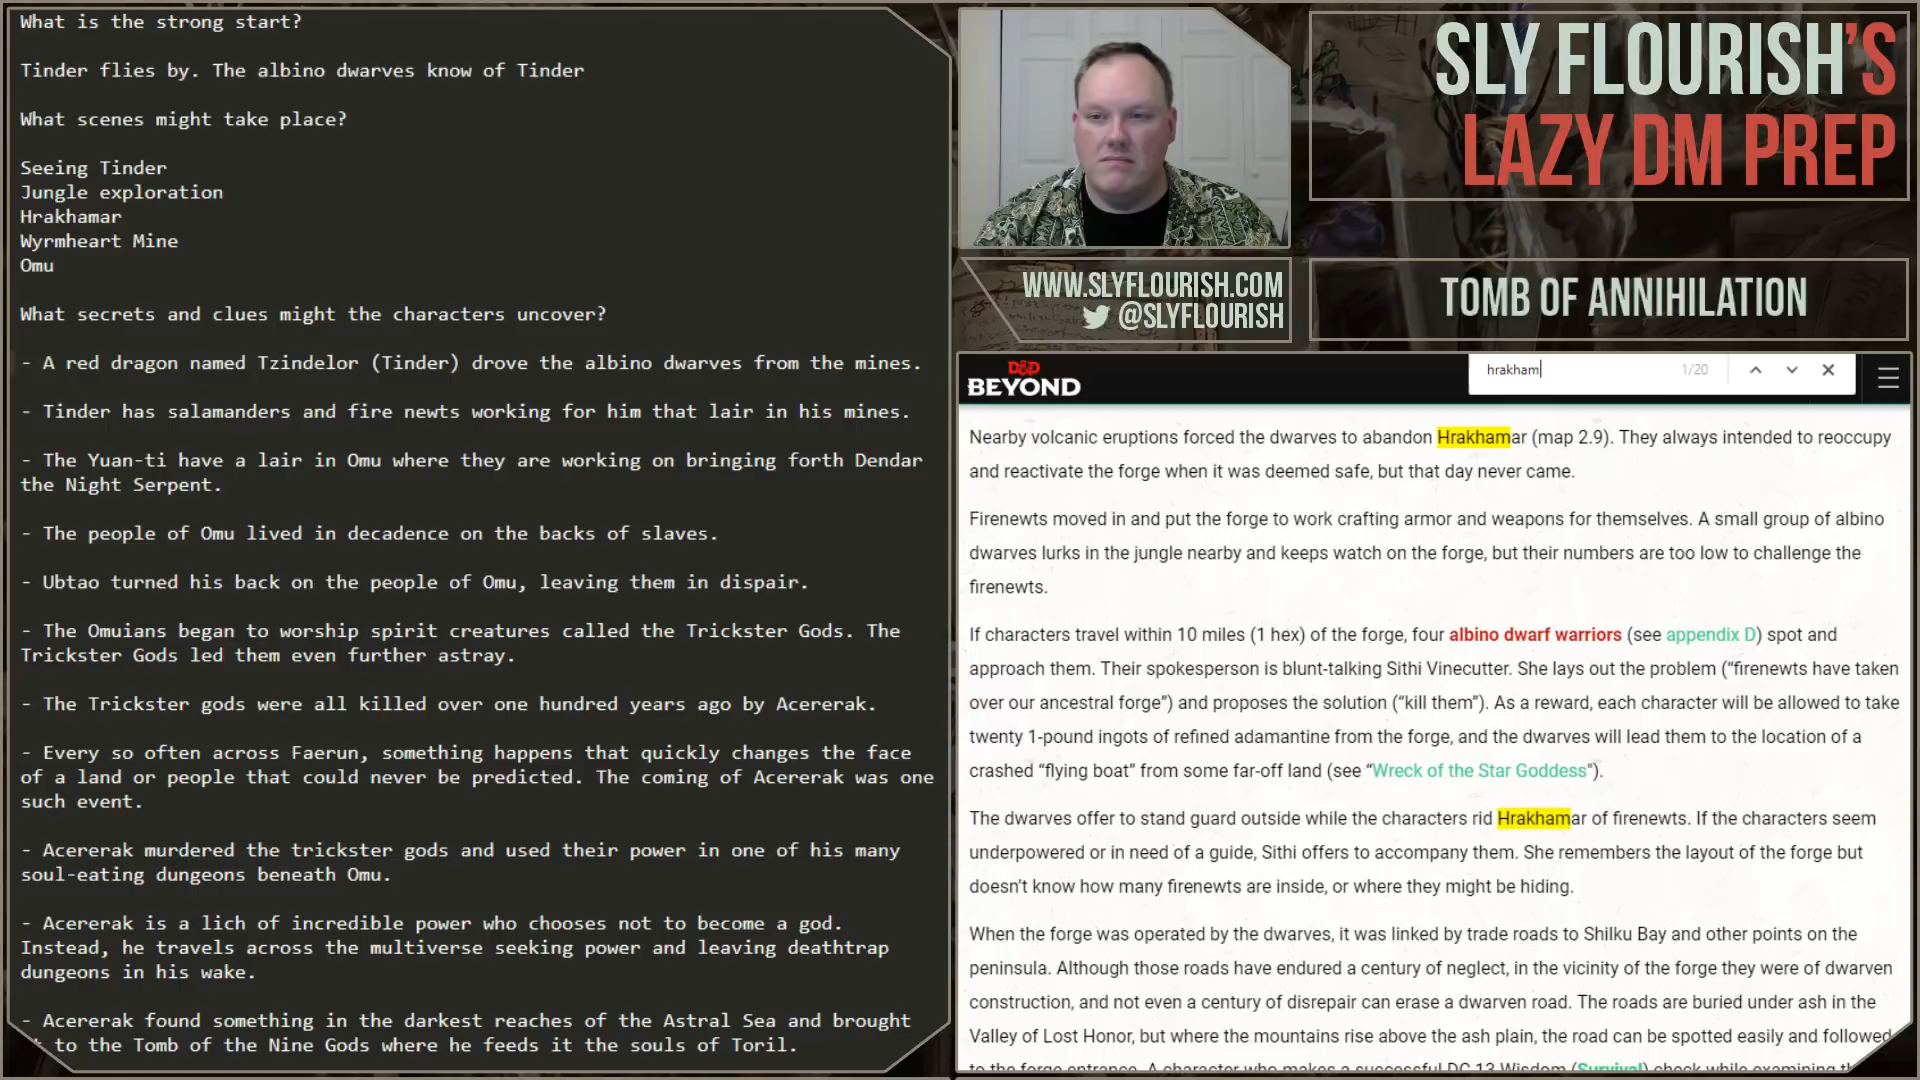 What is the strong start?
Tinder flies by. The albino dwarves know of Tinder
What scenes might take place?
Seeing Tinder
Jungle exploration
Hrakhamar
Wyrmheart Mine
Omu
What secrets and clues might the characters uncover?
- A red dragon named Tzindelor (Tinder) drove the albino dwarves from the mines.
- Tinder has salamanders and fire newts working for him that lair in his mines.
- The Yuan-ti have a lair in Omu where they are working on bringing forth Dendar
the Night Serpent.
- The people of Omu lived in decadence on the backs of slaves.
- Ubtao turned his back on the people of Omu, leaving them in dispair.
- The Omuians began to worship spirit creatures called the Trickster Gods. The
Trickster Gods led them even further astray.
- The Trickster gods were all killed over one hundred years ago by Acererak.
- Every so often across Faerun, something happens that quickly changes the face
of a land or people that could never be predicted. The coming of Acererak was one
such event.
- Acererak murdered the trickster gods and used their power in one of his many
soul-eating dungeons beneath Omu.
- Acererak is a lich of incredible power who chooses not to become a god.
Instead, he travels across the multiverse seeking power and leaving deathtrap
dungeons in his wake.
- Acererak found something in the darkest reaches of the Astral Sea and brought
to the Tomb of the Nine Gods where he feeds it the souls of Toril.
SLY FLOURISH'S
LAZY DM PREP
WWW.SLYFLOURISH.COM
@SLYFLOURISH
TOMB OF ANNIHILATION
D&D
BEYOND
hrakham
1/20
Nearby volcanic eruptions forced the dwarves to abandon Hrakhamar (map 2.9). They always intended to reoccupy
and reactivate the forge when it was deemed safe, but that day never came.
Firenewts moved in and put the forge to work crafting armor and weapons for themselves. A small group of albino
dwarves lurks in the jungle nearby and keeps watch on the forge, but their numbers are too low to challenge the
firenewts.
If characters travel within 10 miles (1 hex) of the forge, four albino dwarf warriors (see appendix D) spot and
approach them. Their spokesperson is blunt-talking Sithi Vinecutter. She lays out the problem (“firenewts have taken
over our ancestral forge”) and proposes the solution (“kill them”). As a reward, each character will be allowed to take
twenty 1-pound ingots of refined adamantine from the forge, and the dwarves will lead them to the location of a
crashed “flying boat” from some far-off land (see “Wreck of the Star Goddess”).
The dwarves offer to stand guard outside while the characters rid Hrakhamar of firenewts. If the characters seem
underpowered or in need of a guide, Sithi offers to accompany them. She remembers the layout of the forge but
doesn’t know how many firenewts are inside, or where they might be hiding.
When the forge was operated by the dwarves, it was linked by trade roads to Shilku Bay and other points on the
peninsula. Although those roads have endured a century of neglect, in the vicinity of the forge they were of dwarven
construction, and not even a century of disrepair can erase a dwarven road. The roads are buried under ash in the
Valley of Lost Honor, but where the mountains rise above the ash plain, the road can be spotted easily and followed
to the forge entrance. A character who makes a successful DC 13 Wisdom (Survival) check while examining